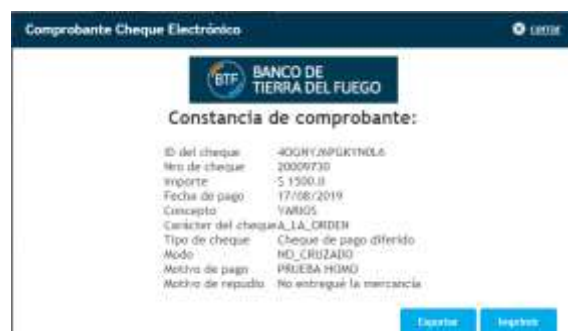 Comprobante Cheque Electrónico
cerrar
BTF BANCO DE
TIERRA DEL FUEGO
Constancia de comprobante:
ID del cheque
Nro de cheque 20009730
Importe $ 1500.0
Fecha de pago 17/08/2019
Concepto VARIOS
Carácter del cheque A_LA_ORDEN
Tipo de cheque Cheque de pago diferido
Modo NO_CRUZADO
Motivo de pago PRUEBA HOMO
Motivo de repudio No entregué la mercancía
Exportar Imprimir